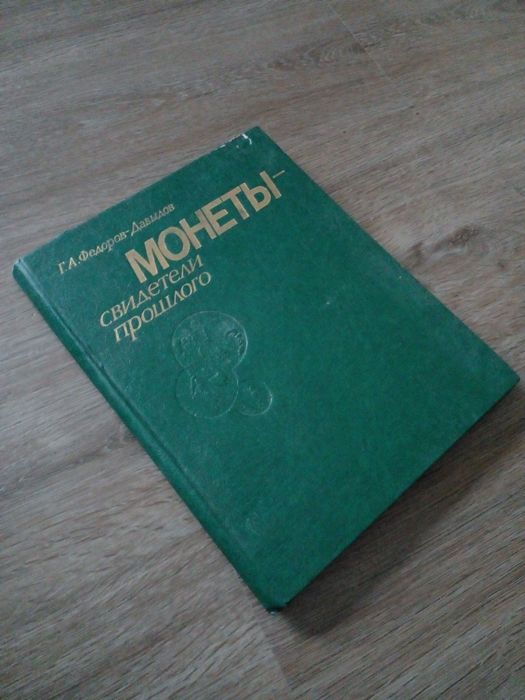 Г.А.Федоров-Давыдов
МОНЕТЫ-
свидетели
прошлого